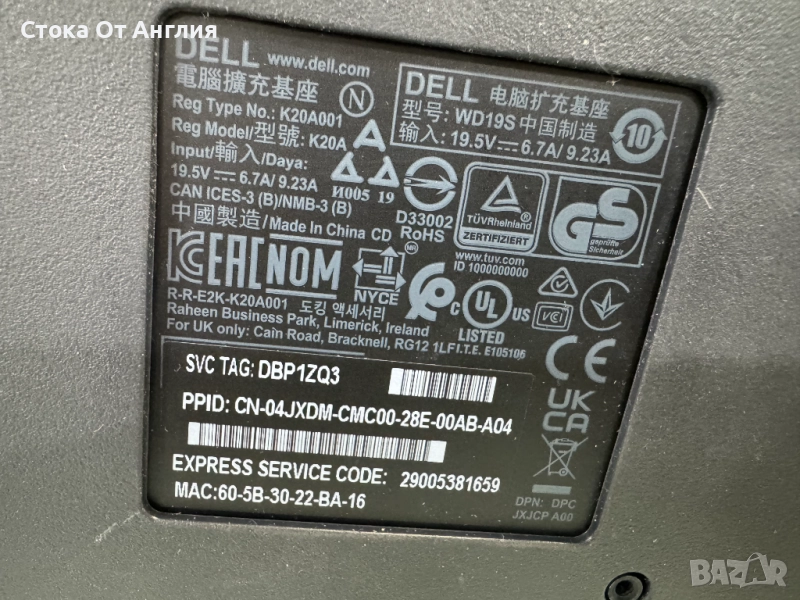 Стока От Англия
DELL www.dell.com
電腦擴充基座
Reg Type No.: K20A001
Reg Model/型號: K20A
Input/輸入/Daya:
19.5V⎓6.7A/ 9.23A
CAN ICES-3 (B)/NMB-3 (B)
中國製造/Made In China CD
N
DELL 电脑扩充基座
型号: WD19S 中国制造
输入: 19.5V⎓6.7A/ 9.23A
10
И005 19
D33002
RoHS
TÜVRheinland
ZERTIFIZIERT
GS
geprüfte
Sicherheit
www.tuv.com
ID 1000000000
EAC NOM
NYCE
C UL US
LISTED
I.T.E. E105106
R-R-E2K-K20A001 도킹 액세서리
Raheen Business Park, Limerick, Ireland
For UK only: Cain Road, Bracknell, RG12 1LF
SVC TAG: DBP1ZQ3
PPID: CN-04JXDM-CMC00-28E-00AB-A04
EXPRESS SERVICE CODE: 29005381659
MAC:60-5B-30-22-BA-16
CE
UK
CA
DPN: DPC
JXJCP A00
BAZAR